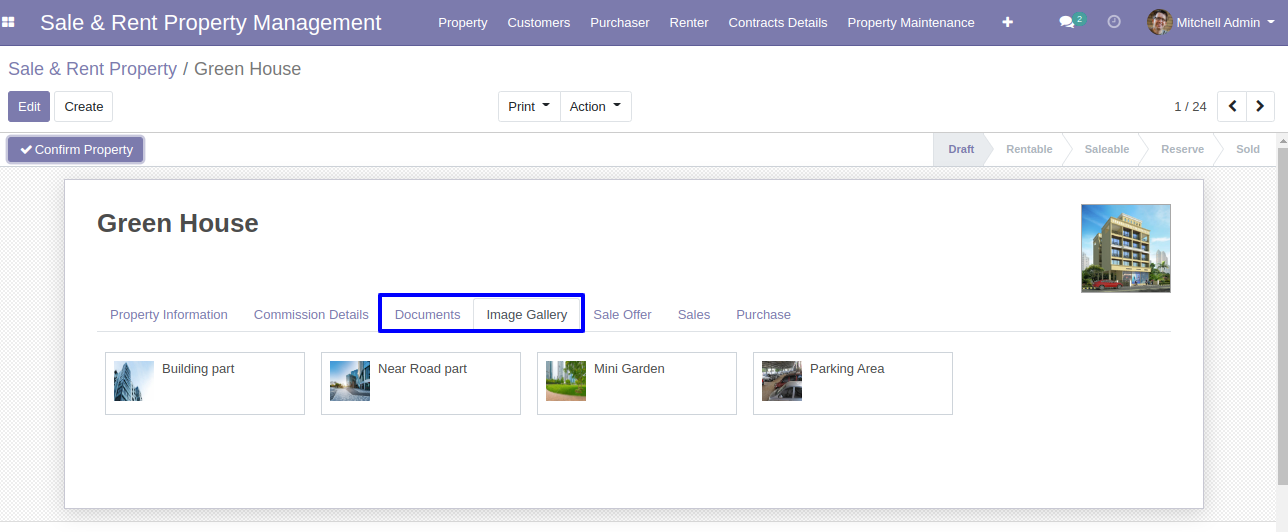 Sale & Rent Property Management Property Customers Purchaser Renter Contracts Details Property Maintenance 2 Mitchell Admin
Sale & Rent Property / Green House
Edit Create Print Action 1 / 24
Confirm Property Draft Rentable Saleable Reserve Sold
Green House
Property Information Commission Details Documents Image Gallery Sale Offer Sales Purchase
Building part Near Road part Mini Garden Parking Area